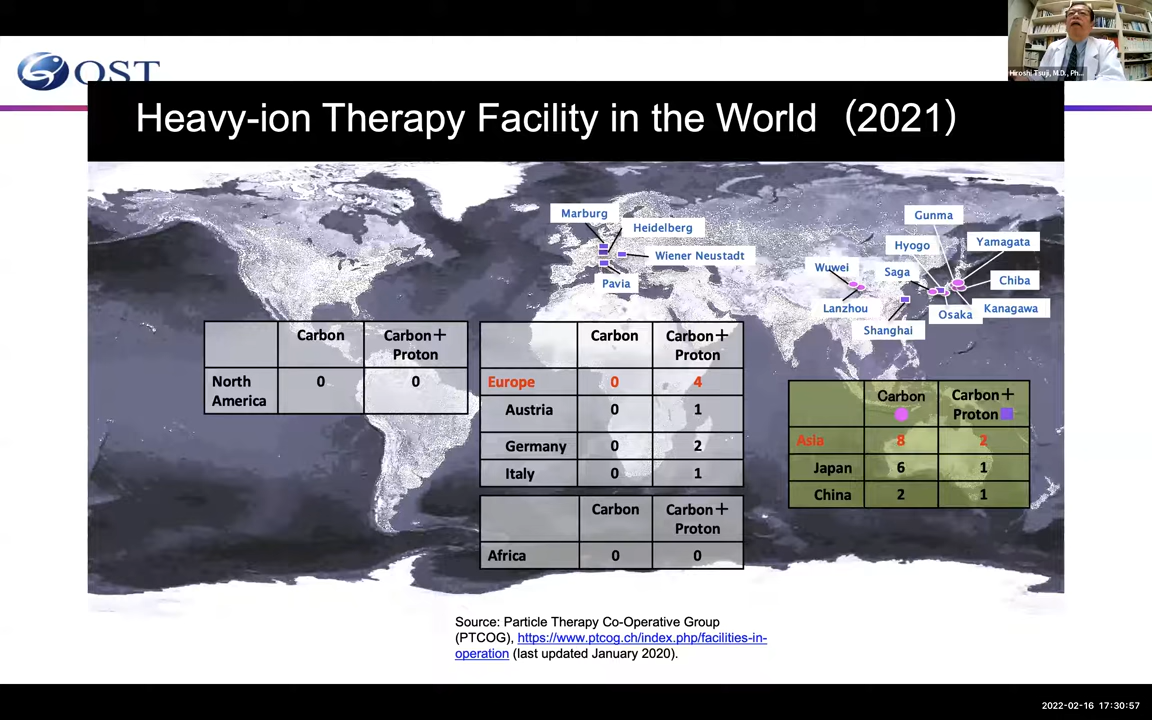 Hiroshi Tsuji, M.D., Ph...
QST
Heavy-ion Therapy Facility in the World（2021）
Marburg
Heidelberg
Wiener Neustadt
Pavia
Gunma
Hyogo
Yamagata
Wuwei
Saga
Chiba
Lanzhou
Osaka
Kanagawa
Shanghai
Carbon
Carbon＋
Proton
North
America
0
0
Carbon
Carbon＋
Proton
Europe
0
4
Austria
0
1
Germany
0
2
Italy
0
1
Carbon
Carbon＋
Proton
Africa
0
0
Carbon
Carbon＋
Proton
Asia
8
2
Japan
6
1
China
2
1
Source: Particle Therapy Co-Operative Group
(PTCOG), https://www.ptcog.ch/index.php/facilities-in-
operation (last updated January 2020).
2022-02-16 17:30:57